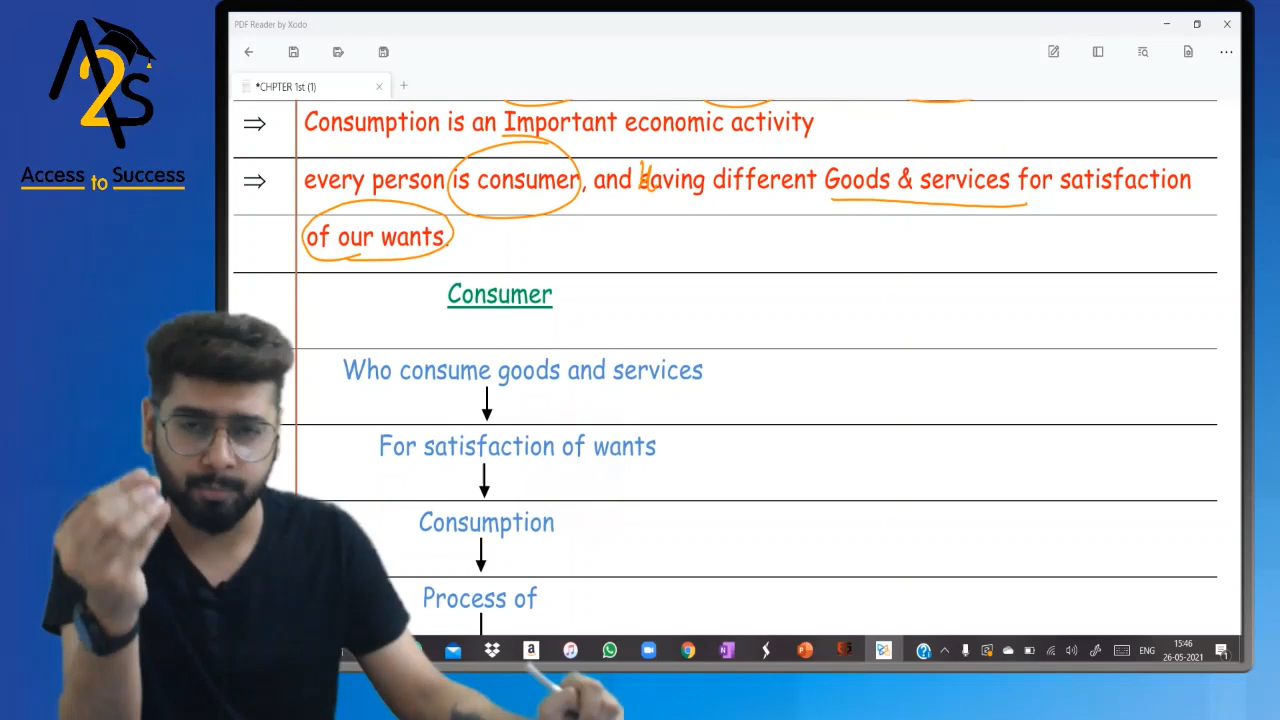 A2S
Access to Success
PDF Reader by Xodo
*CHPTER 1st (1)
⇒ Consumption is an Important economic activity
⇒ every person is consumer, and Having different Goods & services for satisfaction
of our wants.
Consumer
Who consume goods and services
For satisfaction of wants
Consumption
Process of
ENG
15:46
26-05-2021